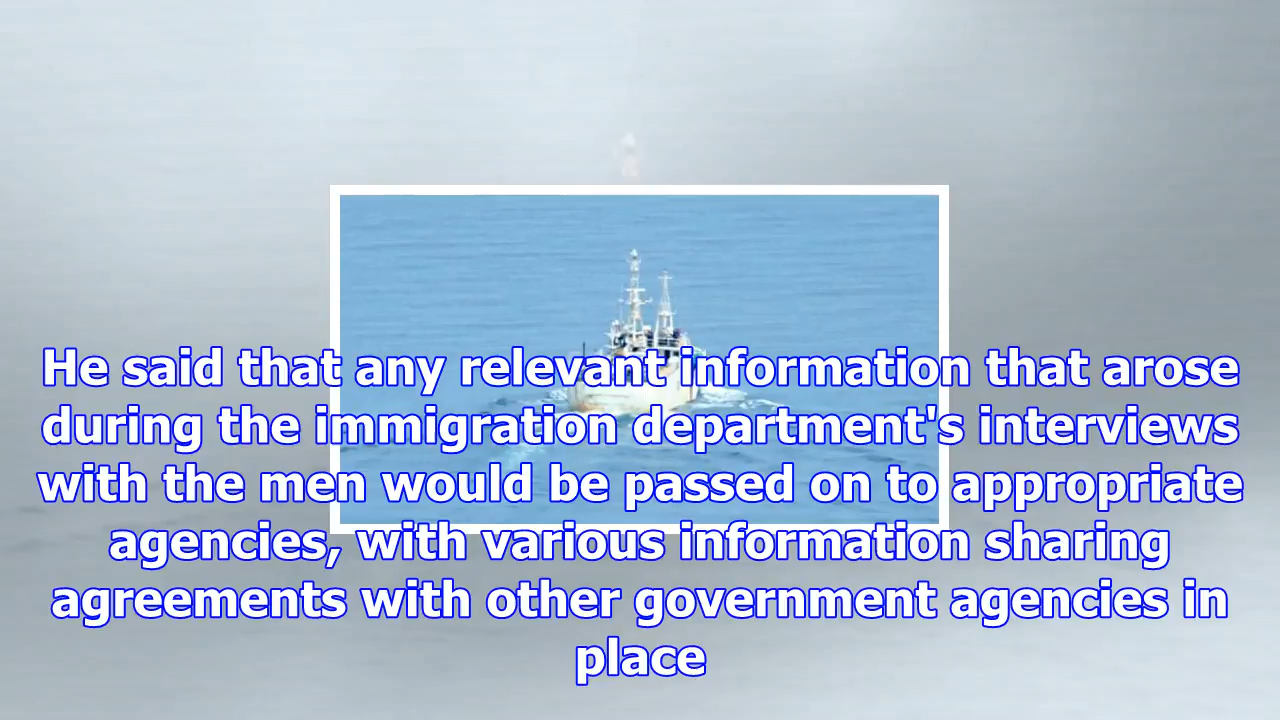 He said that any relevant information that arose
during the immigration department's interviews
with the men would be passed on to appropriate
agencies, with various information sharing
agreements with other government agencies in
place